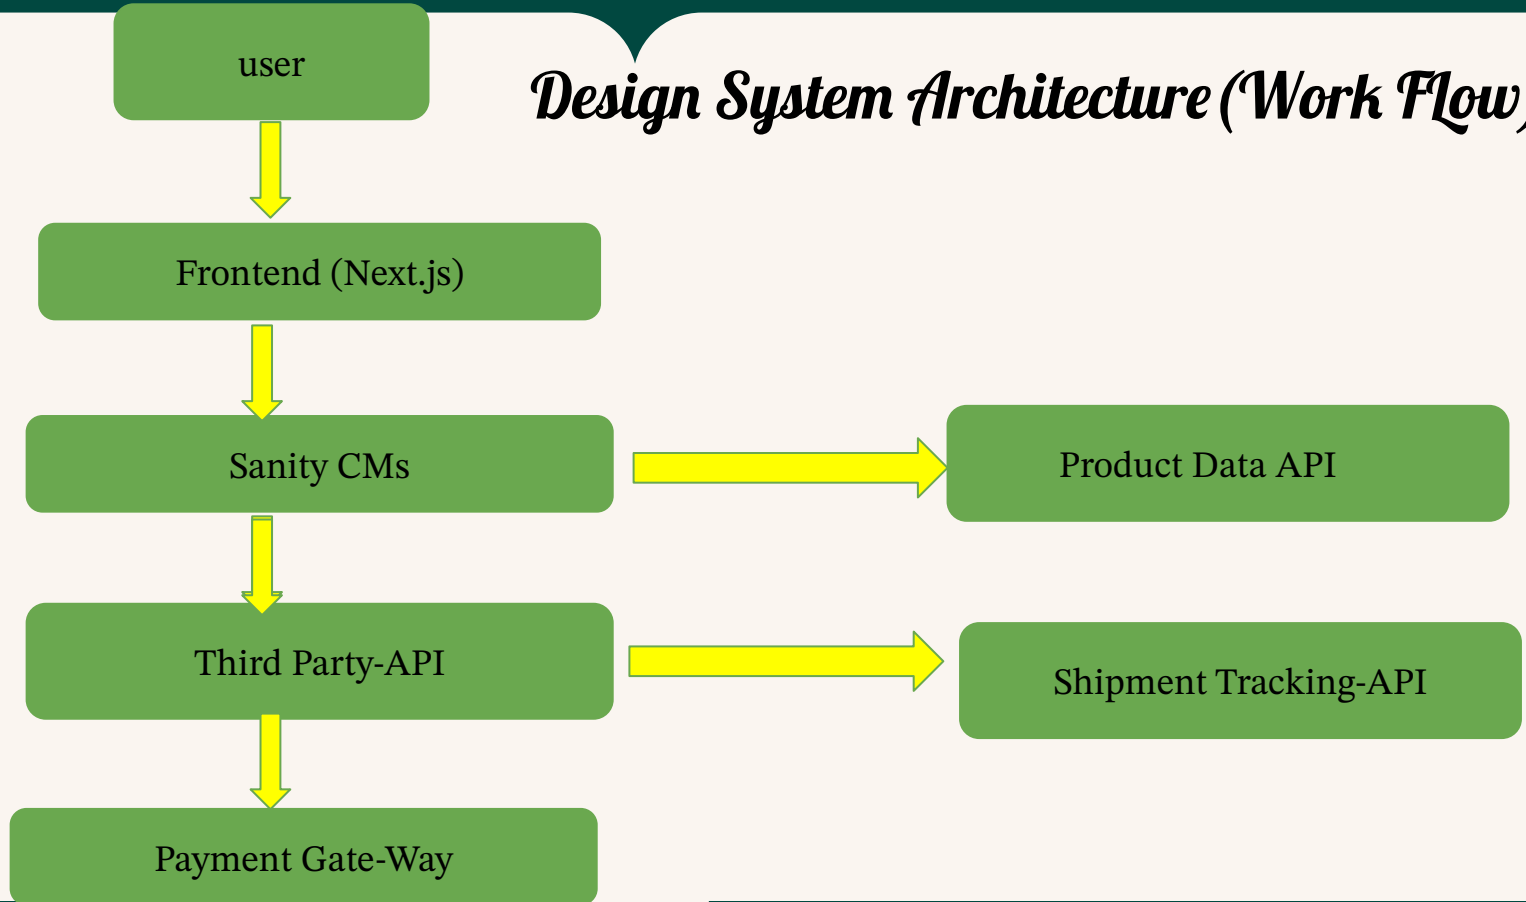 user
Design System Architecture(Work FLow)
Frontend (Next.js)
Sanity CMs
Product Data API
Third Party-API
Shipment Tracking-API
Payment Gate-Way